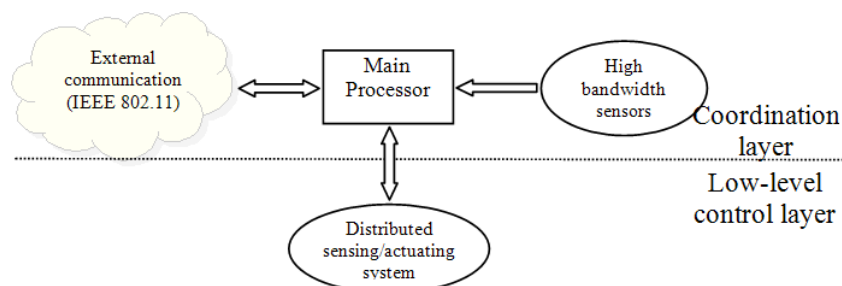 External
communication
(IEEE 802.11)
Main
Processor
High
bandwidth
sensors
Coordination
layer
Low-level
control layer
Distributed
sensing/actuating
system